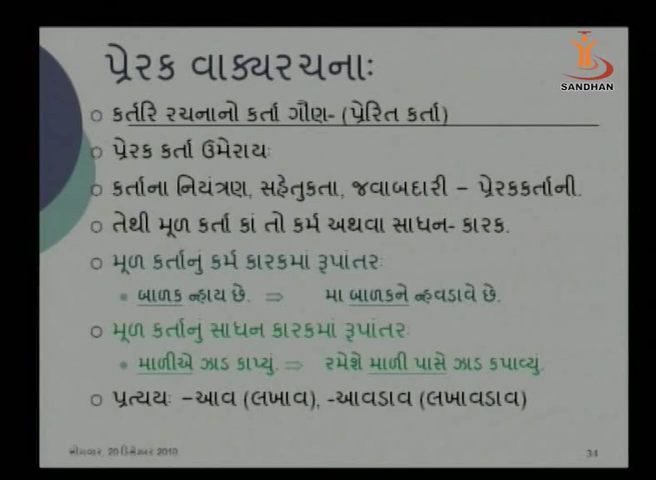 પ્રેરક વાક્યરચનાઃ
SANDHAN
કર્તરિ રચનાનો કર્તા ગૌણ- (પ્રેરિત કર્તા)
પ્રેરક કર્તા ઉમેરાયઃ
કર્તાના નિયંત્રણ, સહેતુકતા, જવાબદારી – પ્રેરકકર્તાની.
તેથી મૂળ કર્તા કાં તો કર્મ અથવા સાધન- કારક.
મૂળ કર્તાનું કર્મ કારકમાં રૂપાંતરઃ
બાળક ન્હાય છે. ⇒ મા બાળકને ન્હવડાવે છે.
મૂળ કર્તાનું સાધન કારકમાં રૂપાંતરઃ
માળીએ ઝાડ કાપ્યું. ⇒ રમેશે માળી પાસે ઝાડ કપાવ્યું.
પ્રત્યયઃ –આવ (લખાવ), -આવડાવ (લખાવડાવ)
સોમવાર, 20 ડિસેમ્બર 2010
34